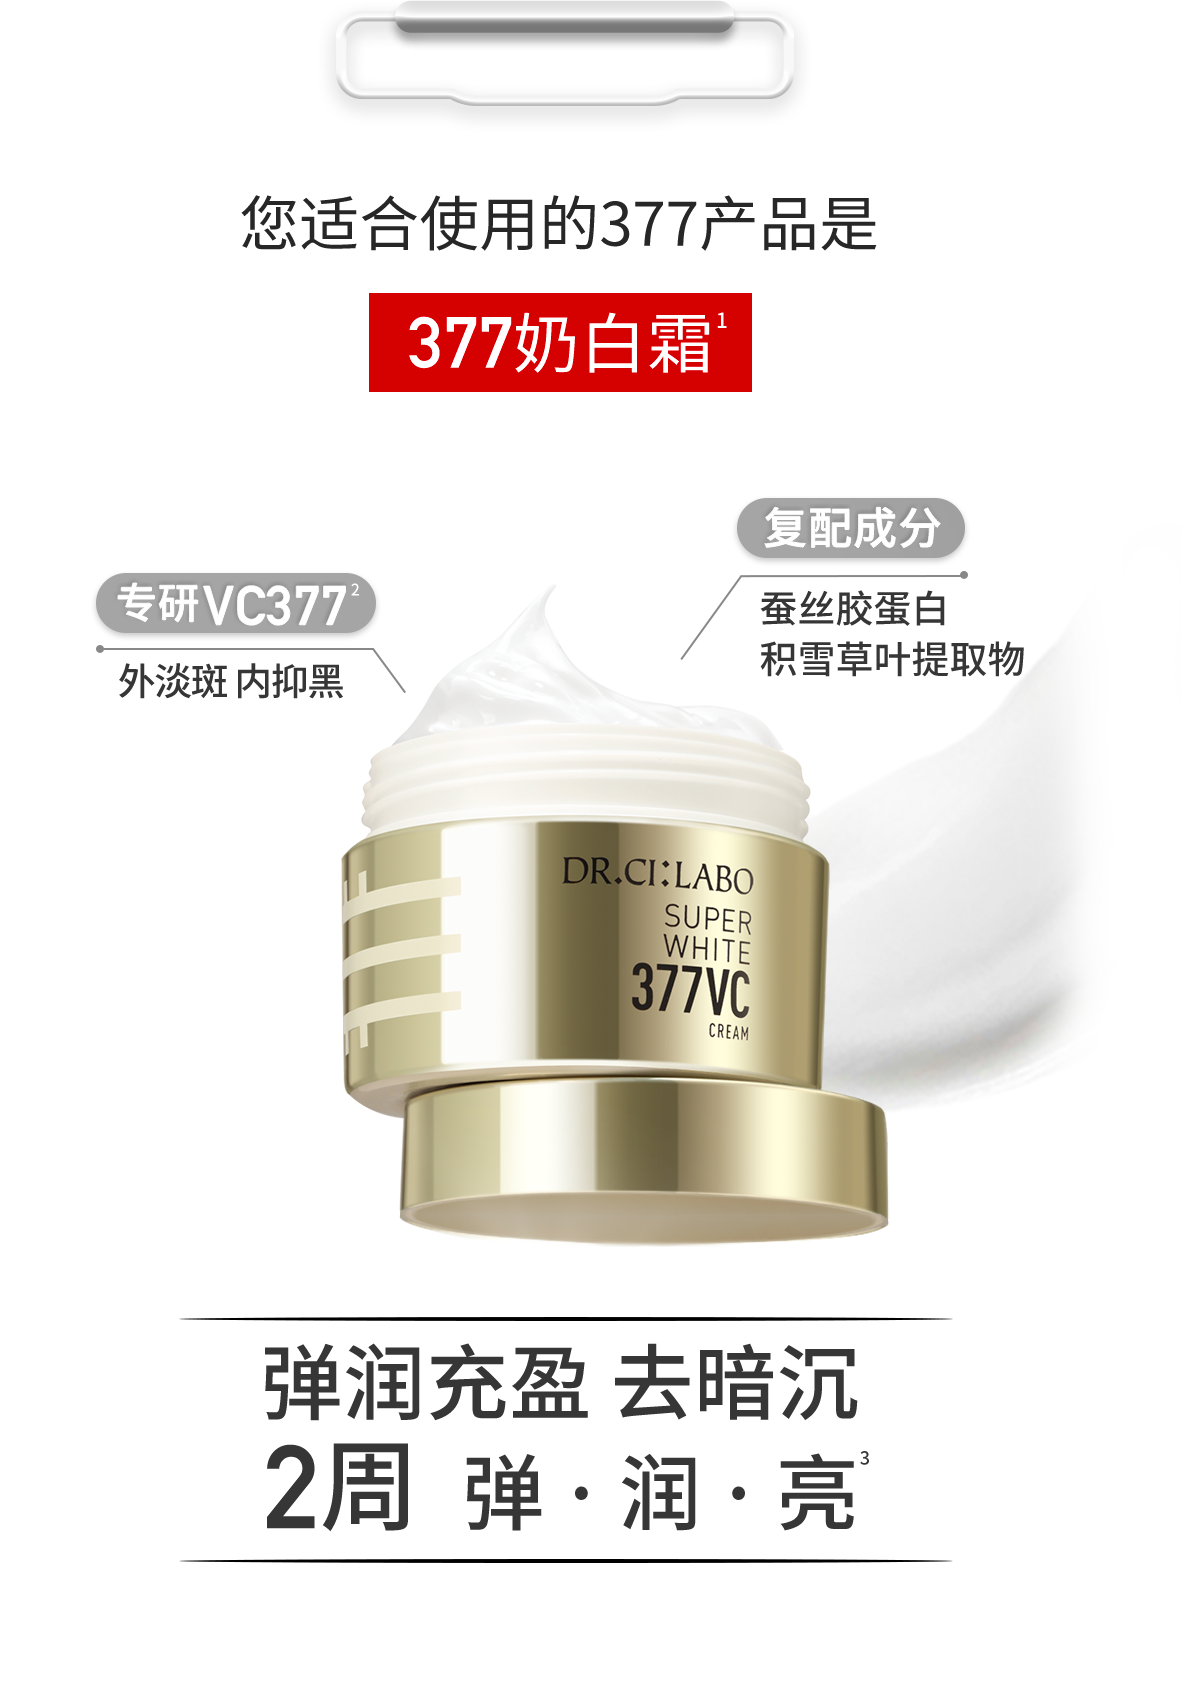 您适合使用的377产品是
377奶白霜1
复配成分
蚕丝胶蛋白
积雪草叶提取物
专研VC3772
外淡斑 内抑黑
DR.CI:LABO
SUPER
WHITE
377VC
CREAM
弹润充盈 去暗沉
2周 弹·润·亮3